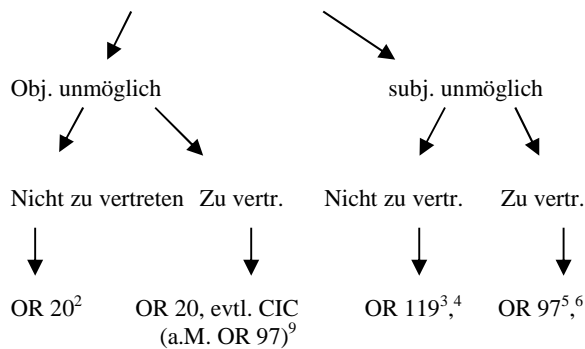 Obj. unmöglich subj. unmöglich
Nicht zu vertreten Zu vertr. Nicht zu vertr. Zu vertr.
OR 20² OR 20, evtl. CIC OR 119³,⁴ OR 97⁵,⁶
(a.M. OR 97)⁹